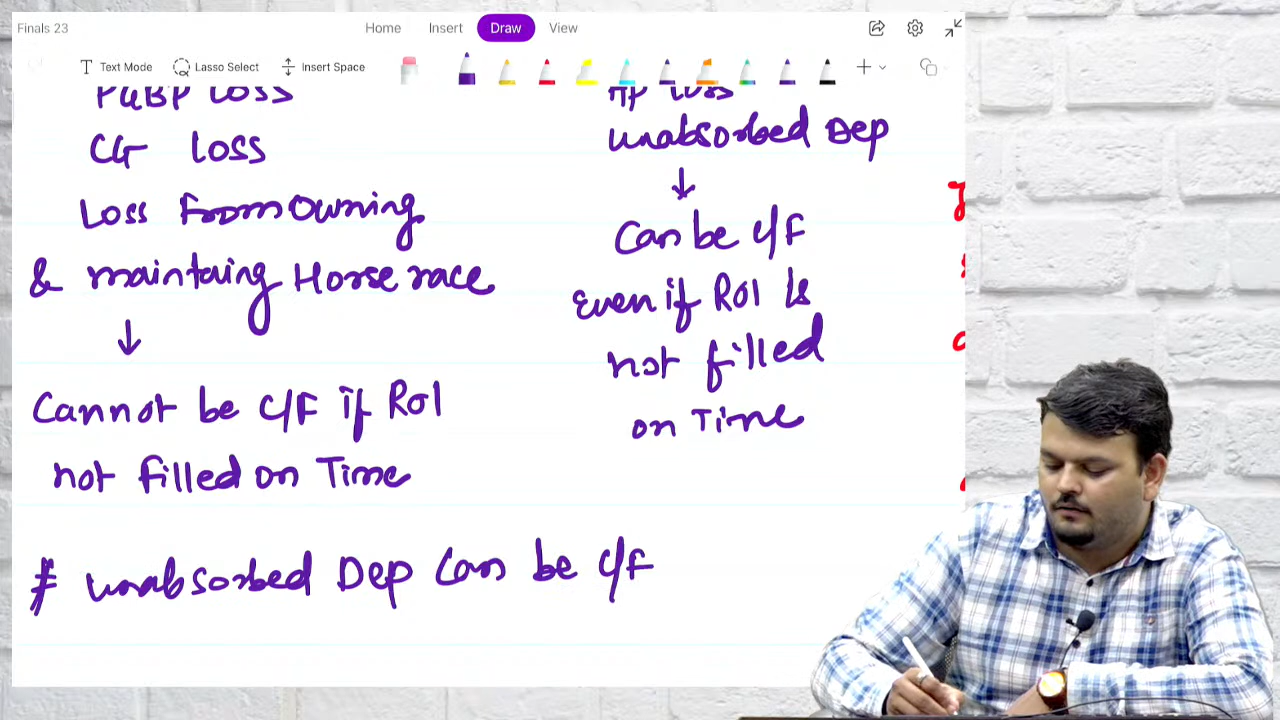 Finals 23
Home Insert Draw View
Text Mode Lasso Select Insert Space
PGBP Loss
CG Loss
Loss From Owning
& maintaing Horse race
↓
Cannot be C/F if ROI
not filled on Time
HP Loss
unabsorbed Dep
↓
Can be C/F
Even if ROI is
not filled
on Time
# unabsorbed Dep Can be C/F